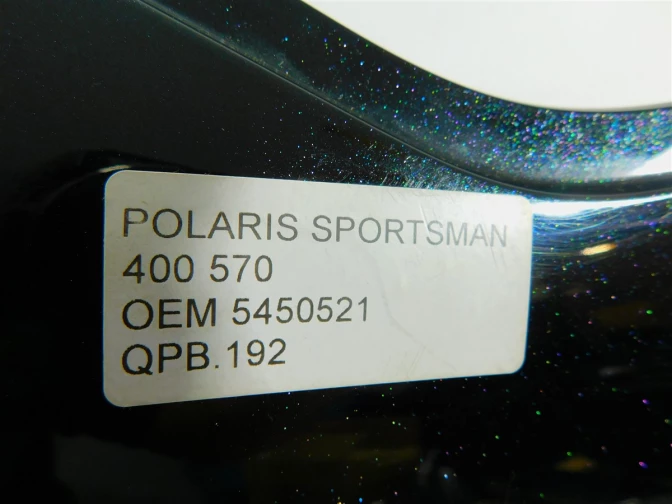 POLARIS SPORTSMAN
400 570
OEM 5450521
QPB.192